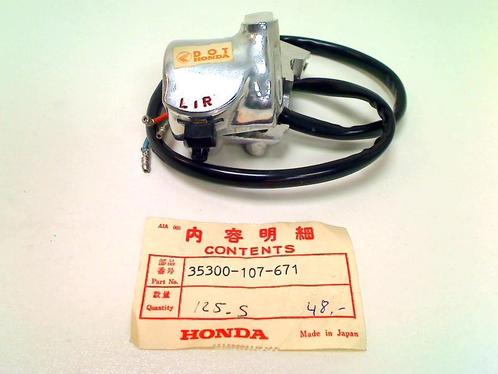 DOT
HONDA
L I R
内容明細
CONTENTS
部品番号
Part No.
35300-107-671
数量
Quantity
125.S
48,-
HONDA
Made in Japan